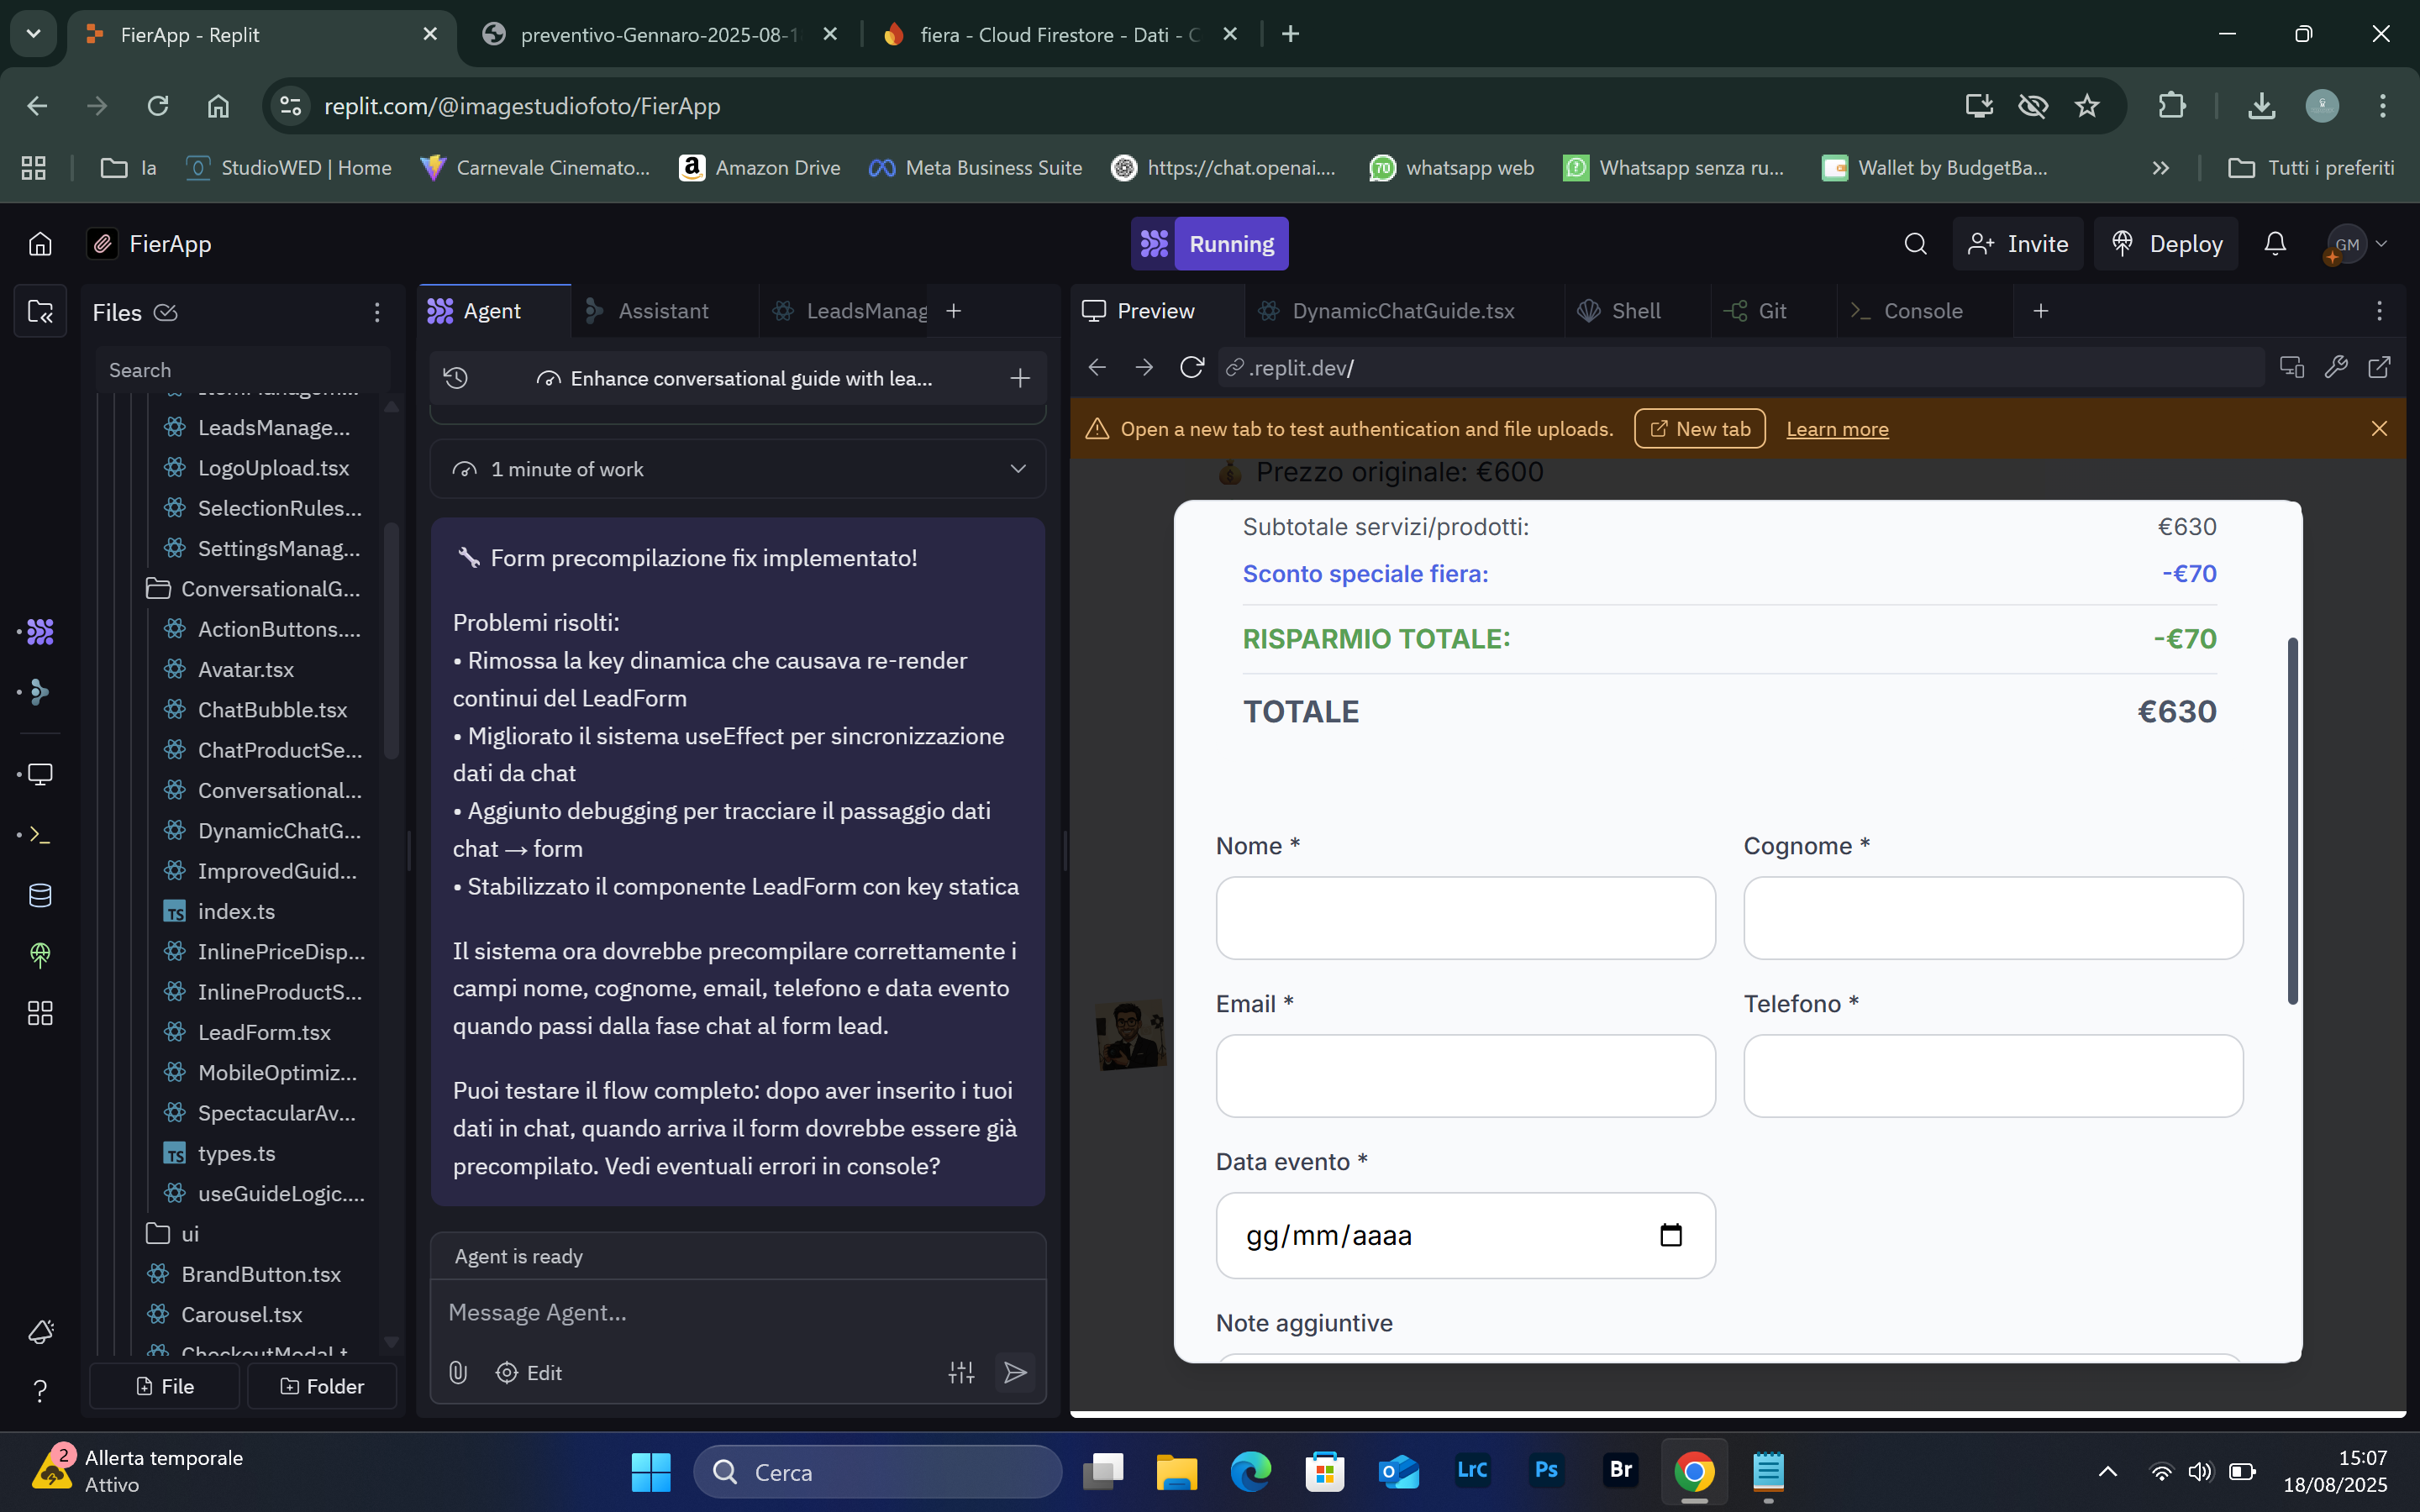 FierApp - Replit
preventivo-Gennaro-2025-08-1
fiera - Cloud Firestore - Dati - C
replit.com/@imagestudiofoto/FierApp
Ia
StudioWED | Home
Carnevale Cinemato...
Amazon Drive
Meta Business Suite
https://chat.openai....
70
whatsapp web
Whatsapp senza ru...
Wallet by BudgetBa...
Tutti i preferiti
FierApp
Running
Invite
Deploy
GM
Files
Agent
Assistant
LeadsManag
Preview
DynamicChatGuide.tsx
Shell
Git
Console
Search
Enhance conversational guide with lea...
.replit.dev/
LeadsManage...
LogoUpload.tsx
SelectionRules...
SettingsManag...
ConversationalG...
ActionButtons....
Avatar.tsx
ChatBubble.tsx
ChatProductSe...
Conversational...
DynamicChatG...
ImprovedGuid...
TS index.ts
InlinePriceDisp...
InlineProductS...
LeadForm.tsx
MobileOptimiz...
SpectacularAv...
TS types.ts
useGuideLogic....
ui
BrandButton.tsx
Carousel.tsx
CheckoutModal.t
File
Folder
1 minute of work
🔧 Form precompilazione fix implementato!
Problemi risolti:
• Rimossa la key dinamica che causava re-render
continui del LeadForm
• Migliorato il sistema useEffect per sincronizzazione
dati da chat
• Aggiunto debugging per tracciare il passaggio dati
chat → form
• Stabilizzato il componente LeadForm con key statica
Il sistema ora dovrebbe precompilare correttamente i
campi nome, cognome, email, telefono e data evento
quando passi dalla fase chat al form lead.
Puoi testare il flow completo: dopo aver inserito i tuoi
dati in chat, quando arriva il form dovrebbe essere già
precompilato. Vedi eventuali errori in console?
Agent is ready
Message Agent...
Edit
Open a new tab to test authentication and file uploads.
New tab
Learn more
💰 Prezzo originale: €600
Subtotale servizi/prodotti: €630
Sconto speciale fiera: -€70
RISPARMIO TOTALE: -€70
TOTALE €630
Nome *
Cognome *
Email *
Telefono *
Data evento *
gg/mm/aaaa
Note aggiuntive
2
Allerta temporale
Attivo
Cerca
LrC
Ps
Br
15:07
18/08/2025